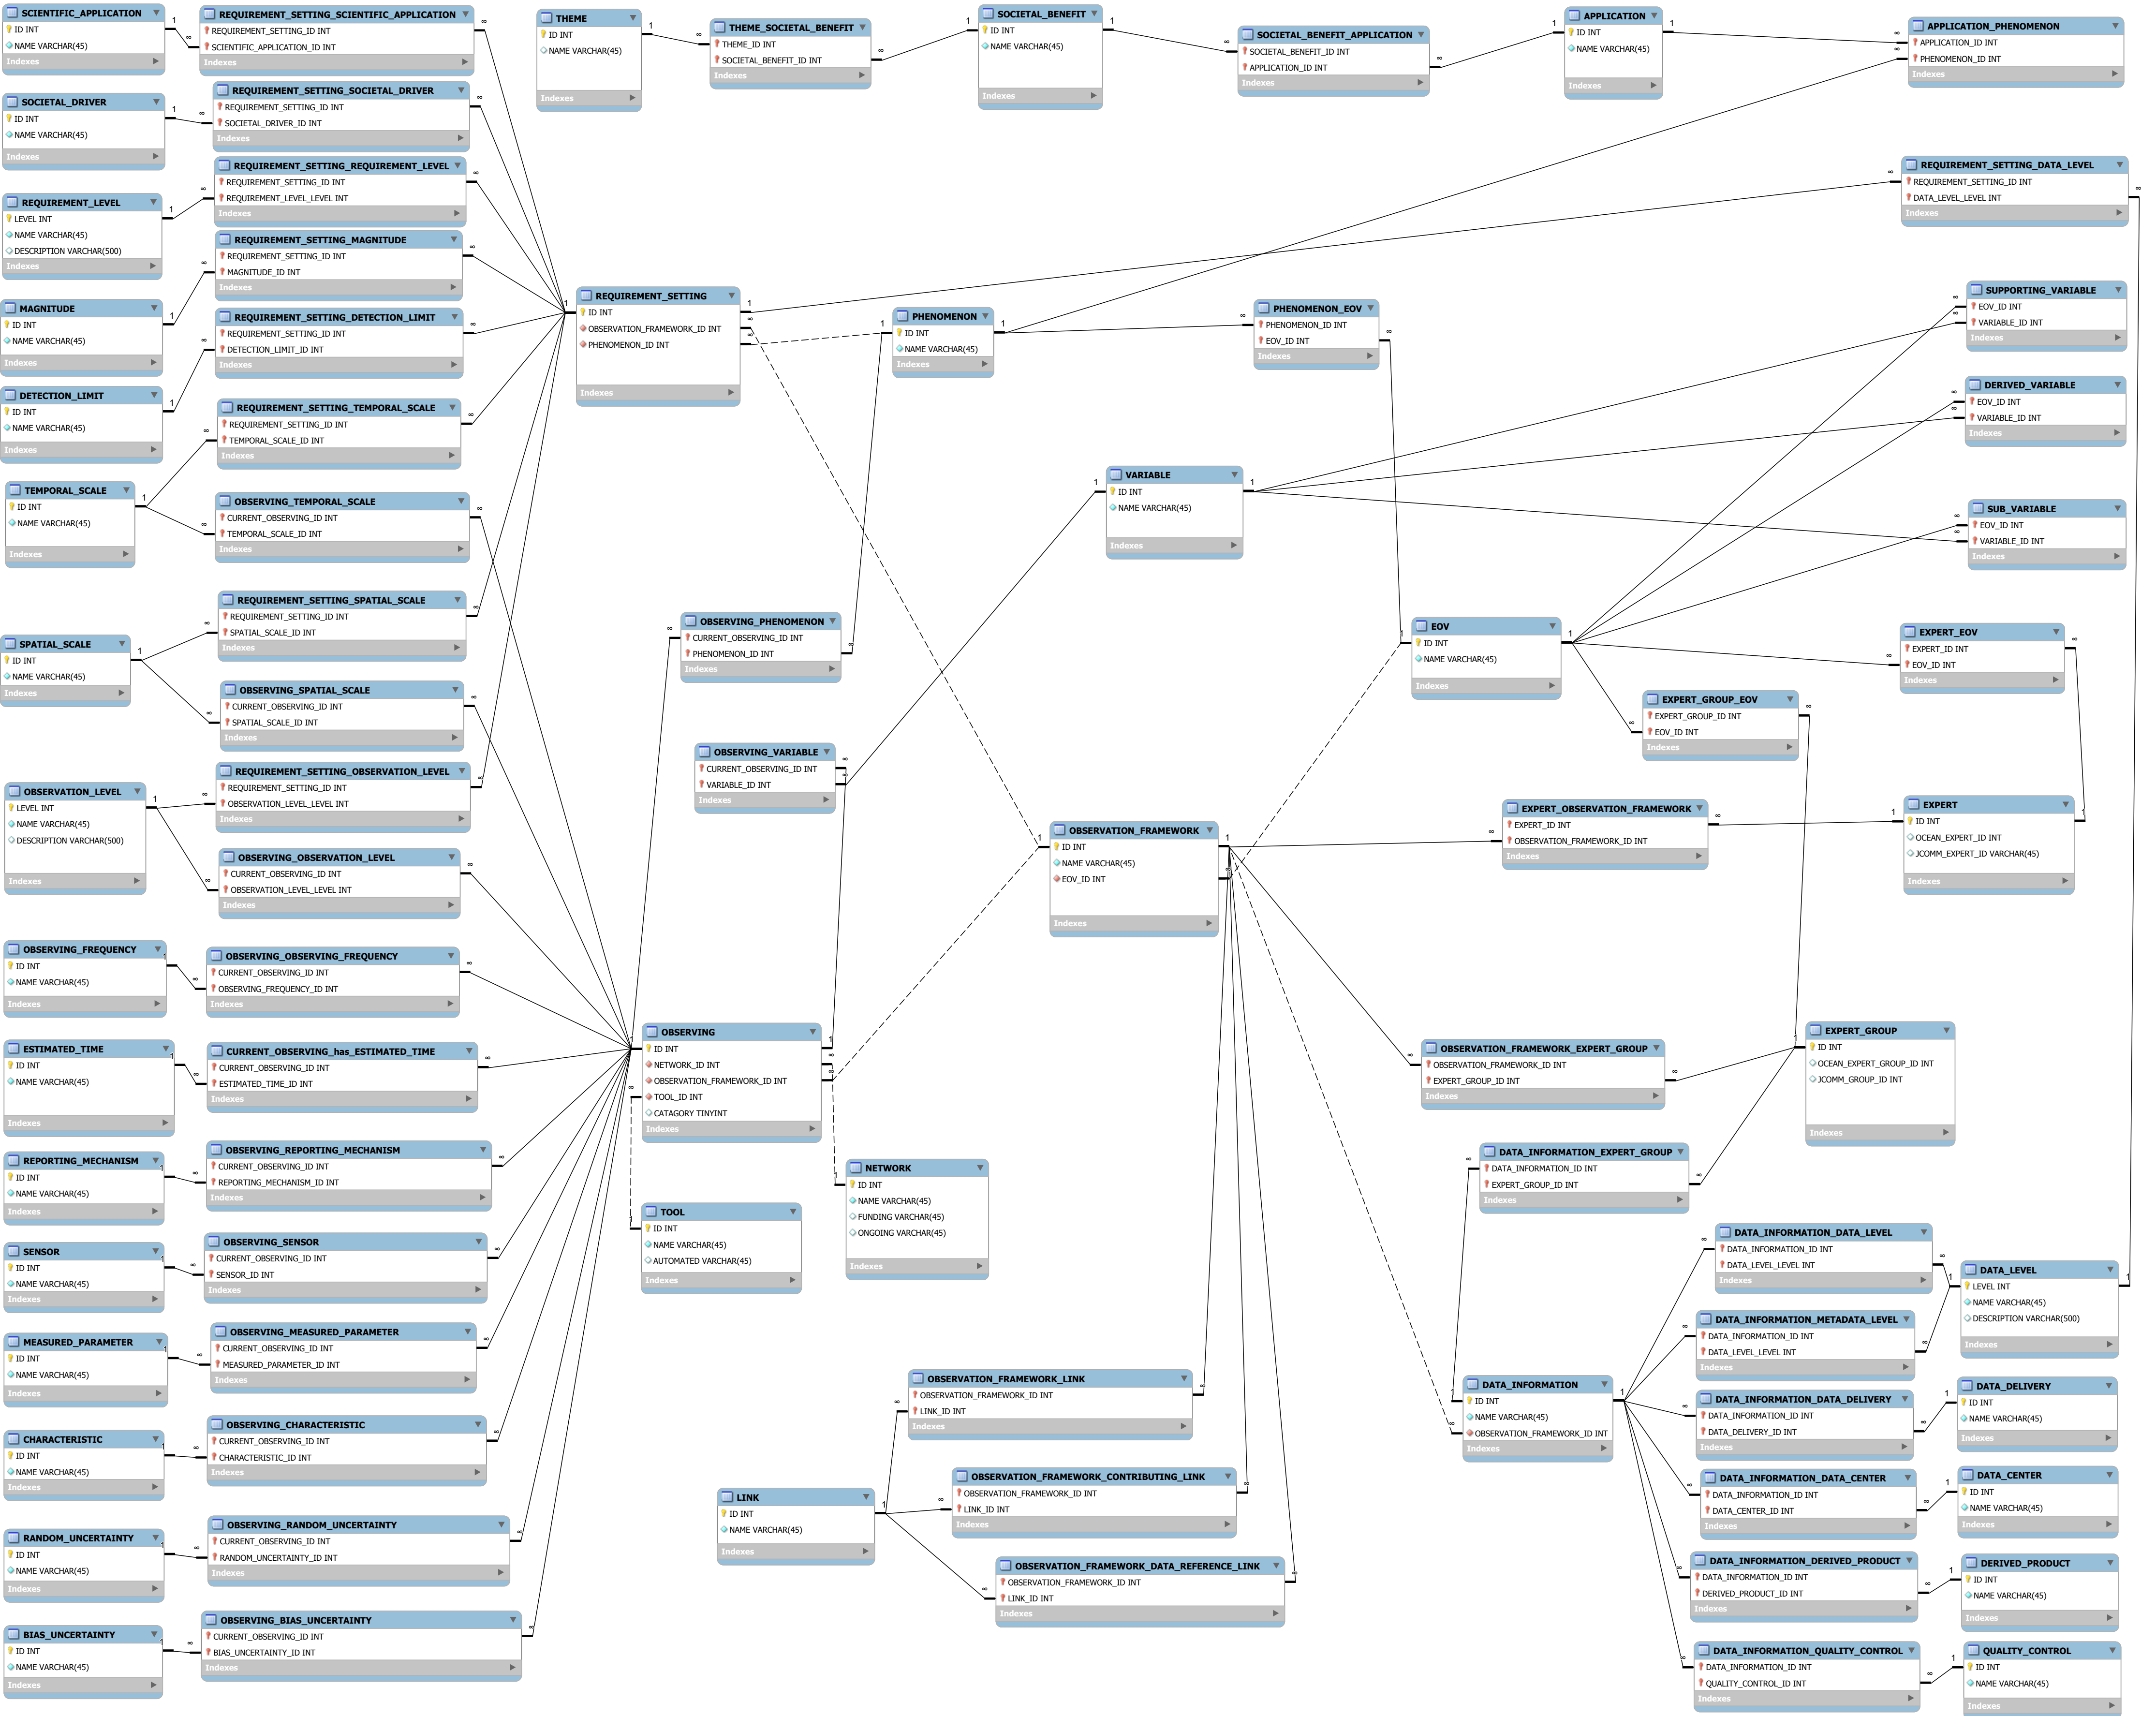 SCIENTIFIC_APPLICATION
ID INT
NAME VARCHAR(45)
Indexes
REQUIREMENT_SETTING_SCIENTIFIC_APPLICATION
REQUIREMENT_SETTING_ID INT
SCIENTIFIC_APPLICATION_ID INT
Indexes
THEME
ID INT
NAME VARCHAR(45)
Indexes
THEME_SOCIETAL_BENEFIT
THEME_ID INT
SOCIETAL_BENEFIT_ID INT
Indexes
SOCIETAL_BENEFIT
ID INT
NAME VARCHAR(45)
Indexes
SOCIETAL_BENEFIT_APPLICATION
SOCIETAL_BENEFIT_ID INT
APPLICATION_ID INT
Indexes
APPLICATION
ID INT
NAME VARCHAR(45)
Indexes
APPLICATION_PHENOMENON
APPLICATION_ID INT
PHENOMENON_ID INT
Indexes
SOCIETAL_DRIVER
ID INT
NAME VARCHAR(45)
Indexes
REQUIREMENT_SETTING_SOCIETAL_DRIVER
REQUIREMENT_SETTING_ID INT
SOCIETAL_DRIVER_ID INT
Indexes
REQUIREMENT_LEVEL
LEVEL INT
NAME VARCHAR(45)
DESCRIPTION VARCHAR(500)
Indexes
REQUIREMENT_SETTING_REQUIREMENT_LEVEL
REQUIREMENT_SETTING_ID INT
REQUIREMENT_LEVEL_LEVEL INT
Indexes
REQUIREMENT_SETTING_DATA_LEVEL
REQUIREMENT_SETTING_ID INT
DATA_LEVEL_LEVEL INT
Indexes
MAGNITUDE
ID INT
NAME VARCHAR(45)
Indexes
REQUIREMENT_SETTING_MAGNITUDE
REQUIREMENT_SETTING_ID INT
MAGNITUDE_ID INT
Indexes
DETECTION_LIMIT
ID INT
NAME VARCHAR(45)
Indexes
REQUIREMENT_SETTING_DETECTION_LIMIT
REQUIREMENT_SETTING_ID INT
DETECTION_LIMIT_ID INT
Indexes
REQUIREMENT_SETTING
ID INT
OBSERVATION_FRAMEWORK_ID INT
PHENOMENON_ID INT
Indexes
PHENOMENON
ID INT
NAME VARCHAR(45)
Indexes
PHENOMENON_EOV
PHENOMENON_ID INT
EOV_ID INT
Indexes
SUPPORTING_VARIABLE
EOV_ID INT
VARIABLE_ID INT
Indexes
DERIVED_VARIABLE
EOV_ID INT
VARIABLE_ID INT
Indexes
TEMPORAL_SCALE
ID INT
NAME VARCHAR(45)
Indexes
REQUIREMENT_SETTING_TEMPORAL_SCALE
REQUIREMENT_SETTING_ID INT
TEMPORAL_SCALE_ID INT
Indexes
OBSERVING_TEMPORAL_SCALE
CURRENT_OBSERVING_ID INT
TEMPORAL_SCALE_ID INT
Indexes
VARIABLE
ID INT
NAME VARCHAR(45)
Indexes
SUB_VARIABLE
EOV_ID INT
VARIABLE_ID INT
Indexes
SPATIAL_SCALE
ID INT
NAME VARCHAR(45)
Indexes
REQUIREMENT_SETTING_SPATIAL_SCALE
REQUIREMENT_SETTING_ID INT
SPATIAL_SCALE_ID INT
Indexes
OBSERVING_SPATIAL_SCALE
CURRENT_OBSERVING_ID INT
SPATIAL_SCALE_ID INT
Indexes
OBSERVING_PHENOMENON
CURRENT_OBSERVING_ID INT
PHENOMENON_ID INT
Indexes
EOV
ID INT
NAME VARCHAR(45)
Indexes
EXPERT_EOV
EXPERT_ID INT
EOV_ID INT
Indexes
EXPERT_GROUP_EOV
EXPERT_GROUP_ID INT
EOV_ID INT
Indexes
OBSERVING_VARIABLE
CURRENT_OBSERVING_ID INT
VARIABLE_ID INT
Indexes
OBSERVATION_LEVEL
LEVEL INT
NAME VARCHAR(45)
DESCRIPTION VARCHAR(500)
Indexes
REQUIREMENT_SETTING_OBSERVATION_LEVEL
REQUIREMENT_SETTING_ID INT
OBSERVATION_LEVEL_LEVEL INT
Indexes
OBSERVING_OBSERVATION_LEVEL
CURRENT_OBSERVING_ID INT
OBSERVATION_LEVEL_LEVEL INT
Indexes
OBSERVATION_FRAMEWORK
ID INT
NAME VARCHAR(45)
EOV_ID INT
Indexes
EXPERT_OBSERVATION_FRAMEWORK
EXPERT_ID INT
OBSERVATION_FRAMEWORK_ID INT
Indexes
EXPERT
ID INT
OCEAN_EXPERT_ID INT
JCOMM_EXPERT_ID VARCHAR(45)
Indexes
OBSERVING_FREQUENCY
ID INT
NAME VARCHAR(45)
Indexes
OBSERVING_OBSERVING_FREQUENCY
CURRENT_OBSERVING_ID INT
OBSERVING_FREQUENCY_ID INT
Indexes
ESTIMATED_TIME
ID INT
NAME VARCHAR(45)
Indexes
CURRENT_OBSERVING_has_ESTIMATED_TIME
CURRENT_OBSERVING_ID INT
ESTIMATED_TIME_ID INT
Indexes
OBSERVING
ID INT
NETWORK_ID INT
OBSERVATION_FRAMEWORK_ID INT
TOOL_ID INT
CATAGORY TINYINT
Indexes
OBSERVATION_FRAMEWORK_EXPERT_GROUP
OBSERVATION_FRAMEWORK_ID INT
EXPERT_GROUP_ID INT
Indexes
EXPERT_GROUP
ID INT
OCEAN_EXPERT_GROUP_ID INT
JCOMM_GROUP_ID INT
Indexes
REPORTING_MECHANISM
ID INT
NAME VARCHAR(45)
Indexes
OBSERVING_REPORTING_MECHANISM
CURRENT_OBSERVING_ID INT
REPORTING_MECHANISM_ID INT
Indexes
NETWORK
ID INT
NAME VARCHAR(45)
FUNDING VARCHAR(45)
ONGOING VARCHAR(45)
Indexes
TOOL
ID INT
NAME VARCHAR(45)
AUTOMATED VARCHAR(45)
Indexes
DATA_INFORMATION_EXPERT_GROUP
DATA_INFORMATION_ID INT
EXPERT_GROUP_ID INT
Indexes
SENSOR
ID INT
NAME VARCHAR(45)
Indexes
OBSERVING_SENSOR
CURRENT_OBSERVING_ID INT
SENSOR_ID INT
Indexes
DATA_INFORMATION_DATA_LEVEL
DATA_INFORMATION_ID INT
DATA_LEVEL_LEVEL INT
Indexes
DATA_LEVEL
LEVEL INT
NAME VARCHAR(45)
DESCRIPTION VARCHAR(500)
Indexes
MEASURED_PARAMETER
ID INT
NAME VARCHAR(45)
Indexes
OBSERVING_MEASURED_PARAMETER
CURRENT_OBSERVING_ID INT
MEASURED_PARAMETER_ID INT
Indexes
DATA_INFORMATION_METADATA_LEVEL
DATA_INFORMATION_ID INT
DATA_LEVEL_LEVEL INT
Indexes
OBSERVATION_FRAMEWORK_LINK
OBSERVATION_FRAMEWORK_ID INT
LINK_ID INT
Indexes
DATA_INFORMATION
ID INT
NAME VARCHAR(45)
OBSERVATION_FRAMEWORK_ID INT
Indexes
DATA_INFORMATION_DATA_DELIVERY
DATA_INFORMATION_ID INT
DATA_DELIVERY_ID INT
Indexes
DATA_DELIVERY
ID INT
NAME VARCHAR(45)
Indexes
CHARACTERISTIC
ID INT
NAME VARCHAR(45)
Indexes
OBSERVING_CHARACTERISTIC
CURRENT_OBSERVING_ID INT
CHARACTERISTIC_ID INT
Indexes
LINK
ID INT
NAME VARCHAR(45)
Indexes
OBSERVATION_FRAMEWORK_CONTRIBUTING_LINK
OBSERVATION_FRAMEWORK_ID INT
LINK_ID INT
Indexes
DATA_INFORMATION_DATA_CENTER
DATA_INFORMATION_ID INT
DATA_CENTER_ID INT
Indexes
DATA_CENTER
ID INT
NAME VARCHAR(45)
Indexes
RANDOM_UNCERTAINTY
ID INT
NAME VARCHAR(45)
Indexes
OBSERVING_RANDOM_UNCERTAINTY
CURRENT_OBSERVING_ID INT
RANDOM_UNCERTAINTY_ID INT
Indexes
OBSERVATION_FRAMEWORK_DATA_REFERENCE_LINK
OBSERVATION_FRAMEWORK_ID INT
LINK_ID INT
Indexes
DATA_INFORMATION_DERIVED_PRODUCT
DATA_INFORMATION_ID INT
DERIVED_PRODUCT_ID INT
Indexes
DERIVED_PRODUCT
ID INT
NAME VARCHAR(45)
Indexes
BIAS_UNCERTAINTY
ID INT
NAME VARCHAR(45)
Indexes
OBSERVING_BIAS_UNCERTAINTY
CURRENT_OBSERVING_ID INT
BIAS_UNCERTAINTY_ID INT
Indexes
DATA_INFORMATION_QUALITY_CONTROL
DATA_INFORMATION_ID INT
QUALITY_CONTROL_ID INT
Indexes
QUALITY_CONTROL
ID INT
NAME VARCHAR(45)
Indexes